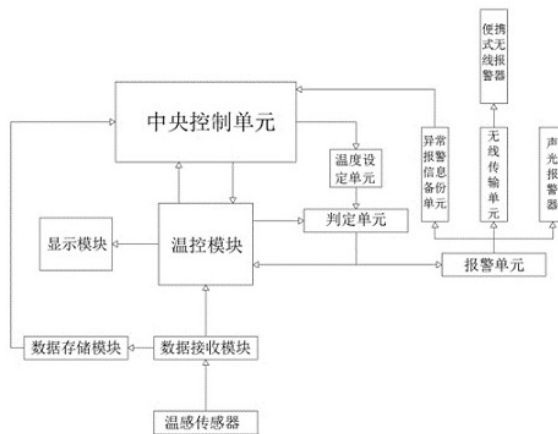 便携
式无
线报
警器
中央控制单元
异常
报警
信息
备份
单元
无线传输单元
声光报警器
温度设
定单元
判定单元
显示模块
温控模块
报警单元
数据存储模块
数据接收模块
温感传感器